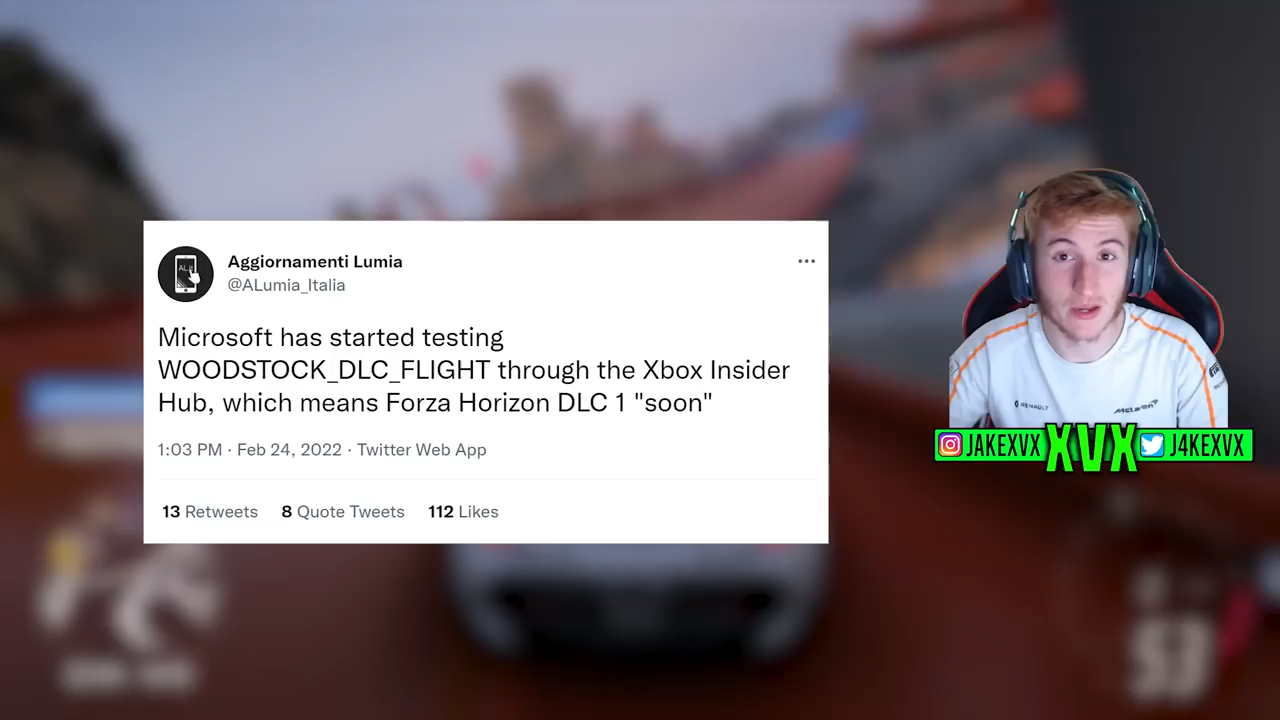 Aggiornamenti Lumia
@ALumia_Italia
Microsoft has started testing
WOODSTOCK_DLC_FLIGHT through the Xbox Insider
Hub, which means Forza Horizon DLC 1 "soon"
1:03 PM · Feb 24, 2022 · Twitter Web App
13 Retweets 8 Quote Tweets 112 Likes
RENAULT McLaren
JAKEXVX XVX J4KEXVX